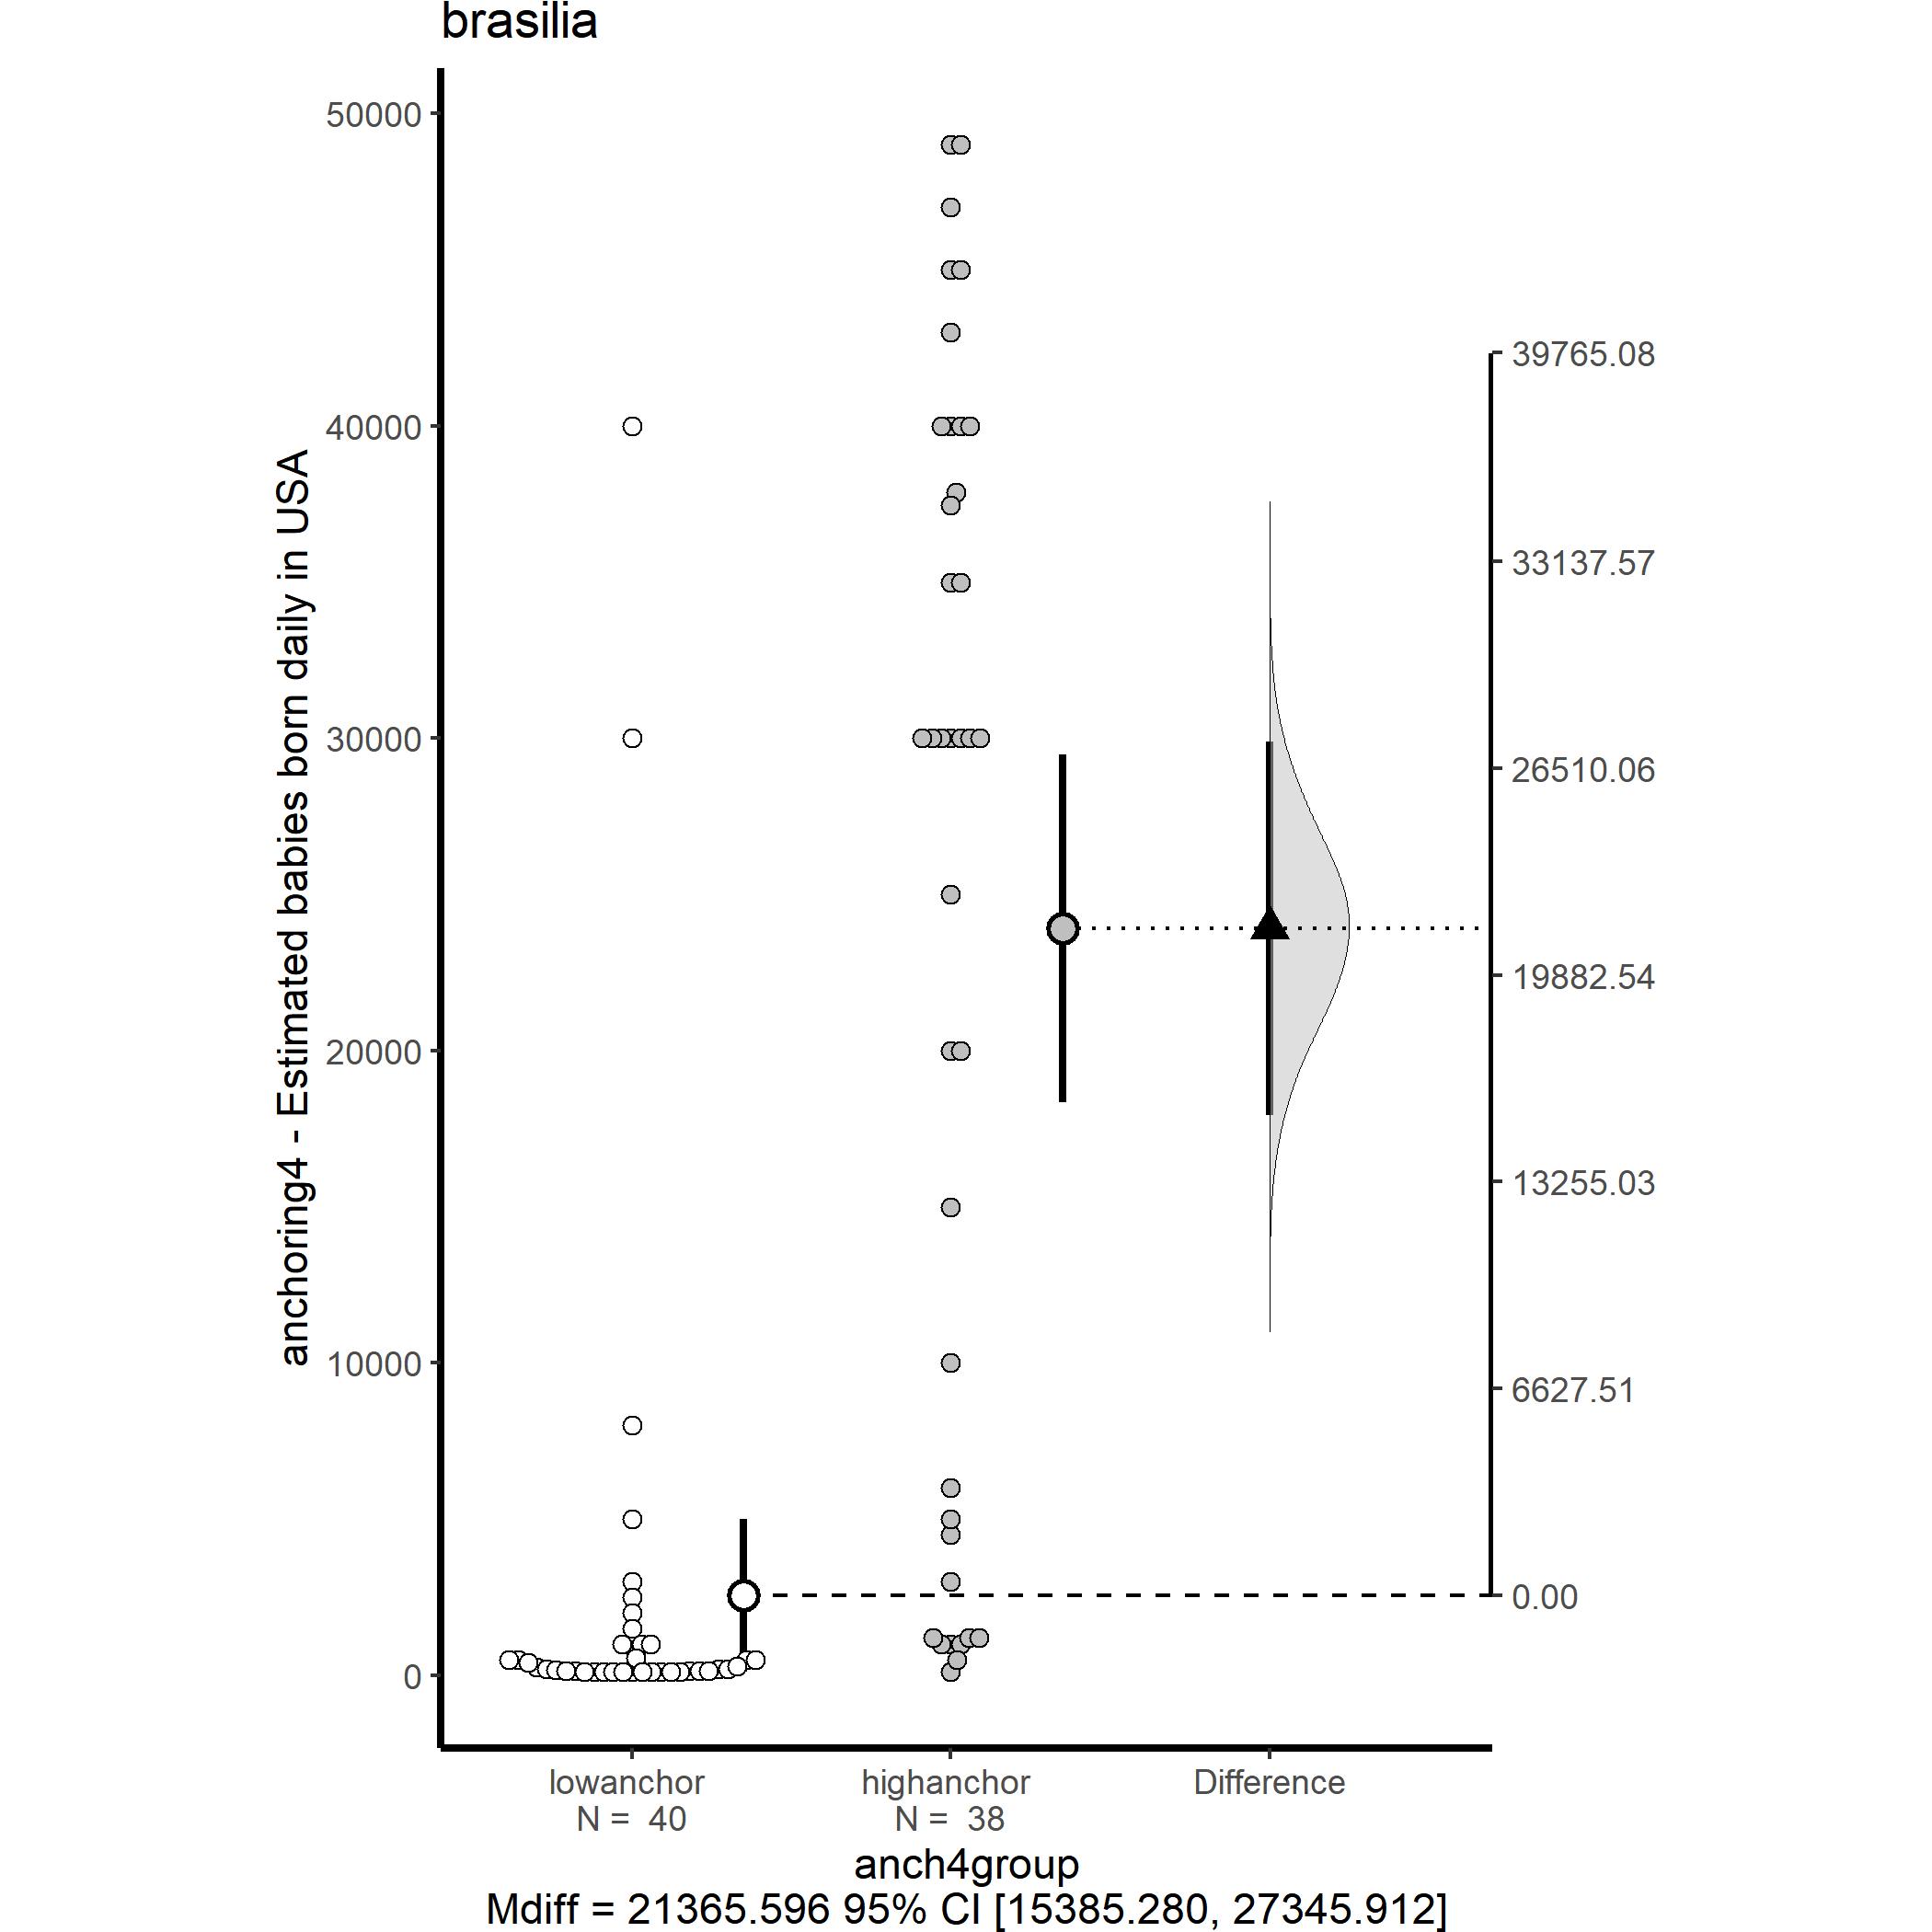 brasilia
anchoring4 - Estimated babies born daily in USA
50000
40000
30000
20000
10000
0
39765.08
33137.57
26510.06
19882.54
13255.03
6627.51
0.00
lowanchor
N =  40
highanchor
N =  38
Difference
anch4group
Mdiff = 21365.596 95% CI [15385.280, 27345.912]